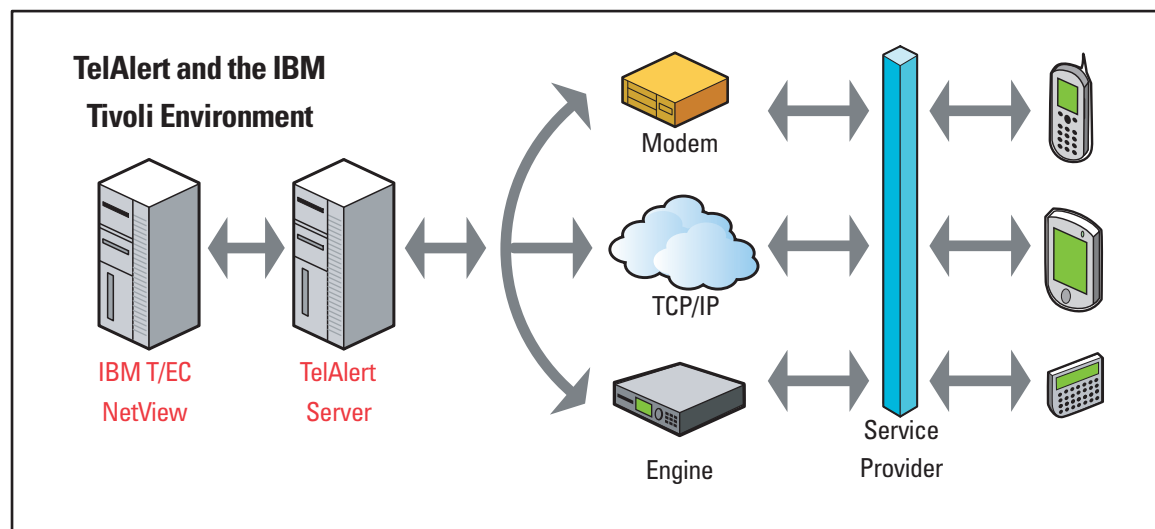 TelAlert and the IBM
Tivoli Environment
IBM T/EC
NetView
TelAlert
Server
Modem
TCP/IP
Engine
Service
Provider